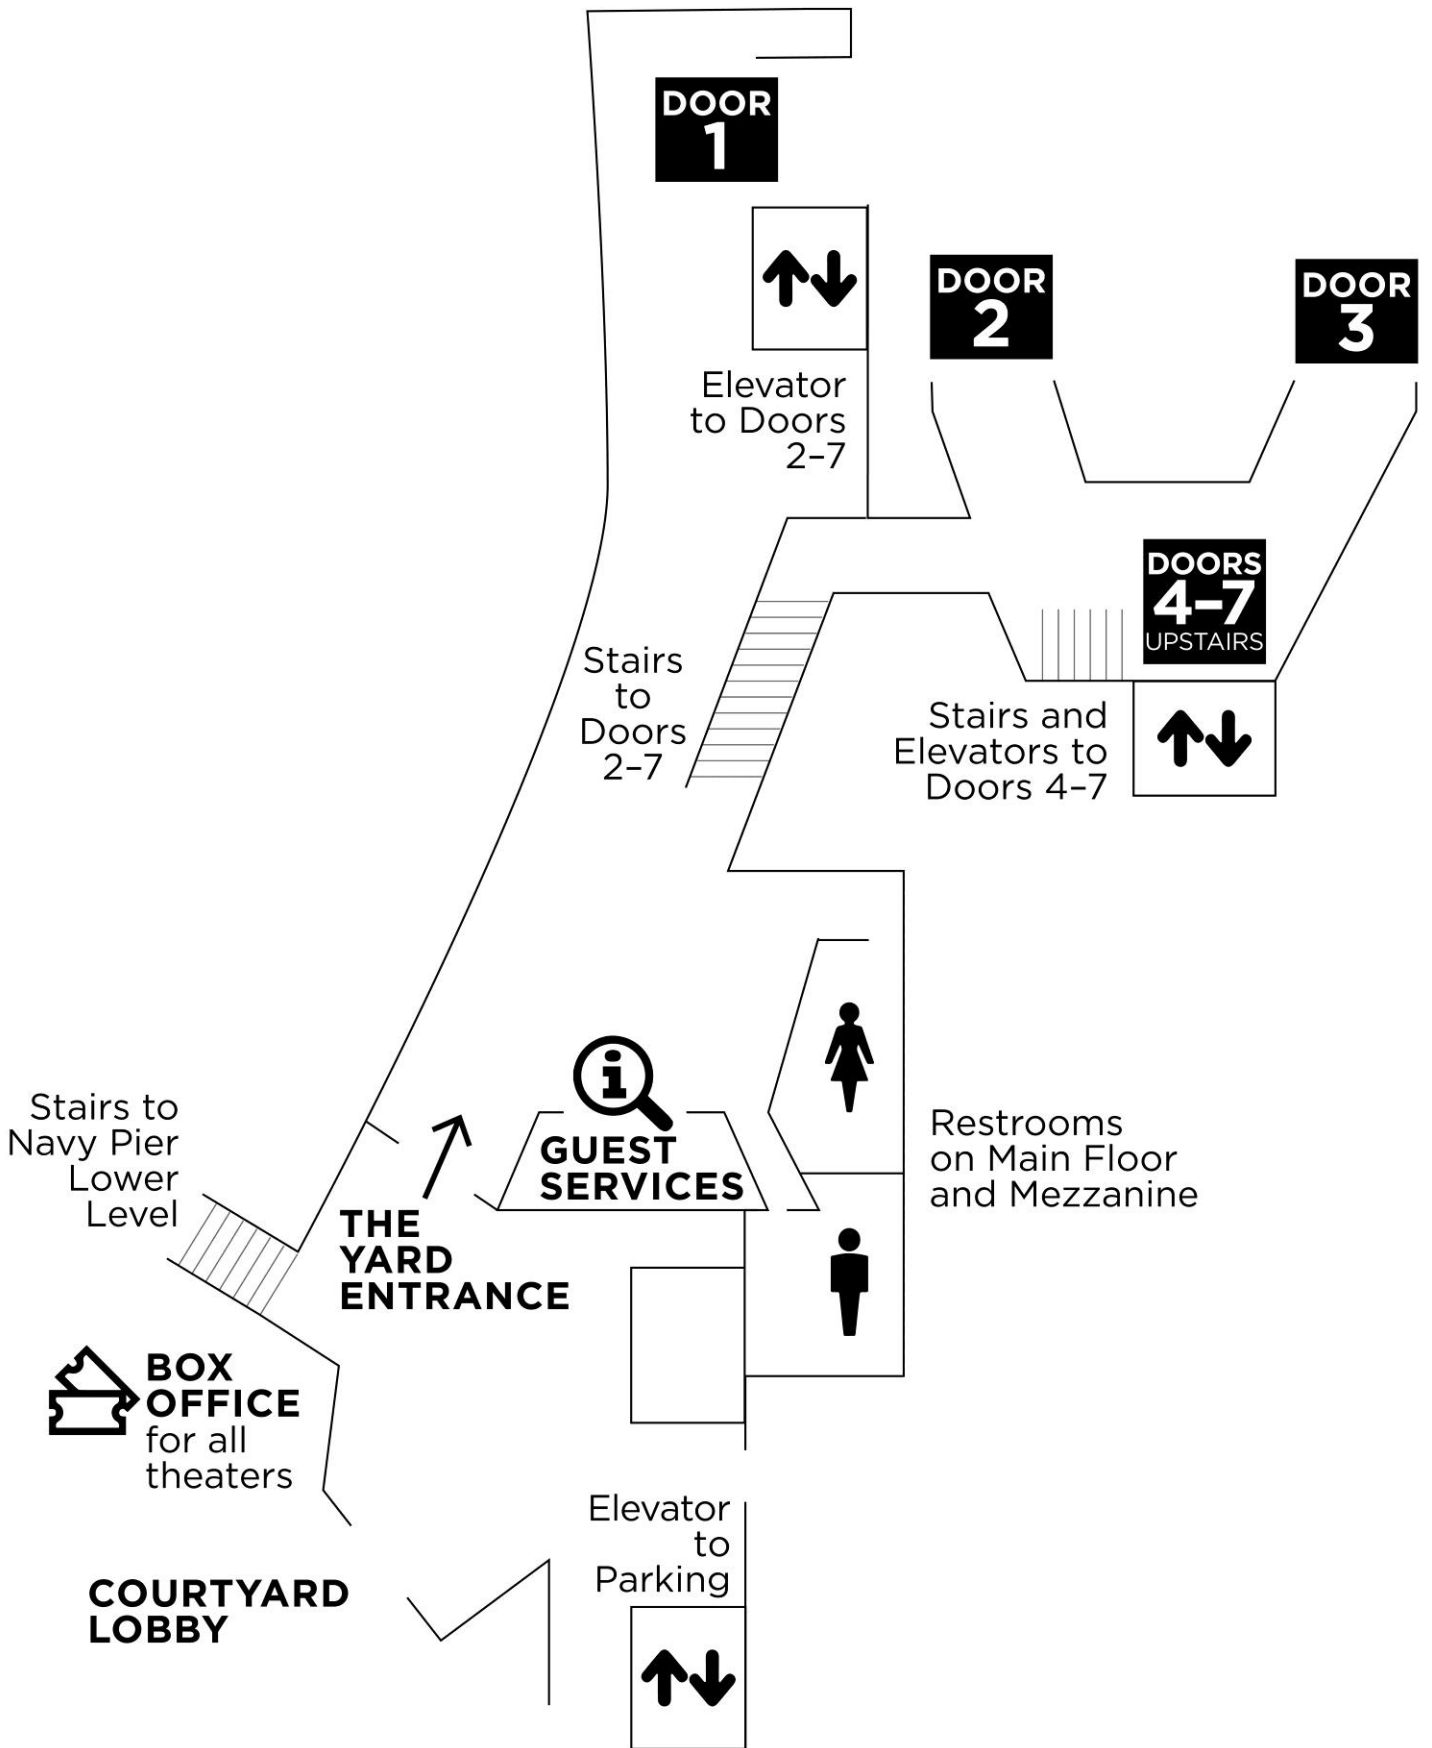 DOOR
1
DOOR
2
DOOR
3
Elevator
to Doors
2–7
DOORS
4–7
UPSTAIRS
Stairs
to
Doors
2–7
Stairs and
Elevators to
Doors 4–7
i
GUEST
SERVICES
Stairs to
Navy Pier
Lower
Level
Restrooms
on Main Floor
and Mezzanine
THE
YARD
ENTRANCE
BOX
OFFICE
for all
theaters
Elevator
to
Parking
COURTYARD
LOBBY